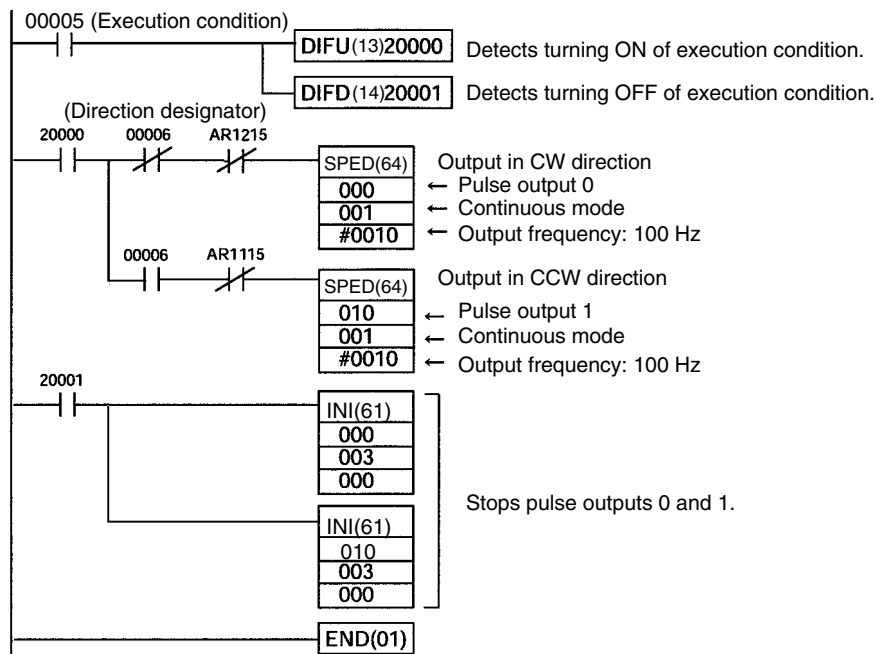 00005 (Execution condition)
DIFU(13)20000 Detects turning ON of execution condition.
DIFD(14)20001 Detects turning OFF of execution condition.
(Direction designator)
20000 00006 AR1215
SPED(64) Output in CW direction
000 ← Pulse output 0
001 ← Continuous mode
#0010 ← Output frequency: 100 Hz
00006 AR1115
SPED(64) Output in CCW direction
010 ← Pulse output 1
001 ← Continuous mode
#0010 ← Output frequency: 100 Hz
20001
INI(61)
000
003
000
Stops pulse outputs 0 and 1.
INI(61)
010
003
000
END(01)